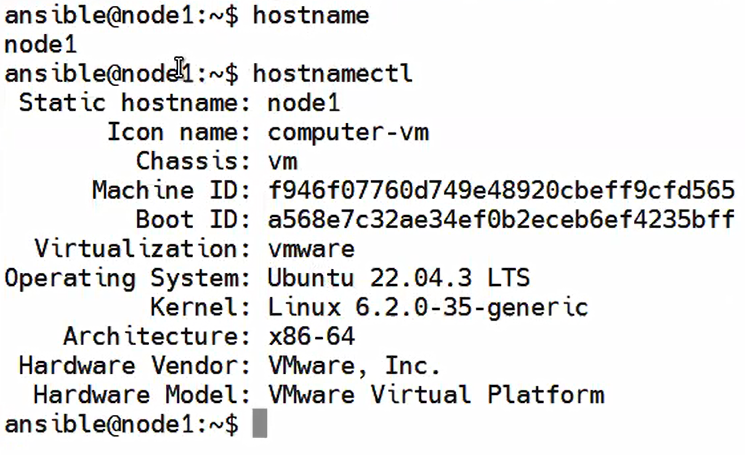 ansible@node1:~$ hostname
node1
ansible@node1:~$ hostnamectl
 Static hostname: node1
       Icon name: computer-vm
         Chassis: vm
      Machine ID: f946f07760d749e48920cbeff9cfd565
         Boot ID: a568e7c32ae34ef0b2eceb6ef4235bff
  Virtualization: vmware
Operating System: Ubuntu 22.04.3 LTS
          Kernel: Linux 6.2.0-35-generic
    Architecture: x86-64
 Hardware Vendor: VMware, Inc.
  Hardware Model: VMware Virtual Platform
ansible@node1:~$